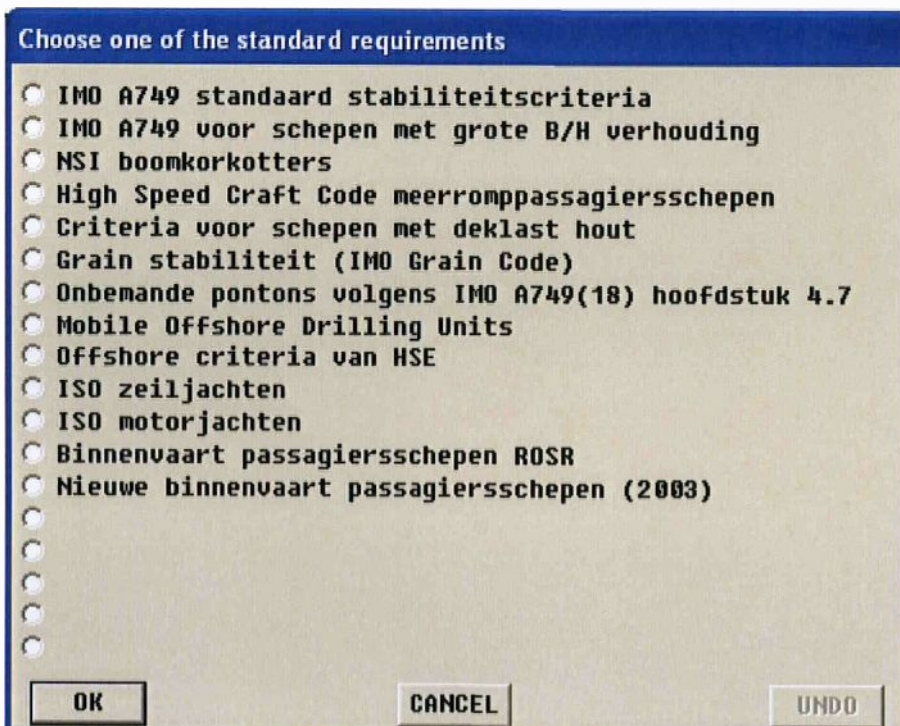 Choose one of the standard requirements
IMO A749 standaard stabiliteitscriteria
IMO A749 voor schepen met grote B/H verhouding
NSI boomkorkotters
High Speed Craft Code meerromppassagiersschepen
Criteria voor schepen met deklast hout
Grain stabiliteit (IMO Grain Code)
Onbemande pontons volgens IMO A749(18) hoofdstuk 4.7
Mobile Offshore Drilling Units
Offshore criteria van HSE
ISO zeiljachten
ISO motorjachten
Binnenvaart passagiersschepen ROSR
Nieuwe binnenvaart passagiersschepen (2003)
OK CANCEL UNDO